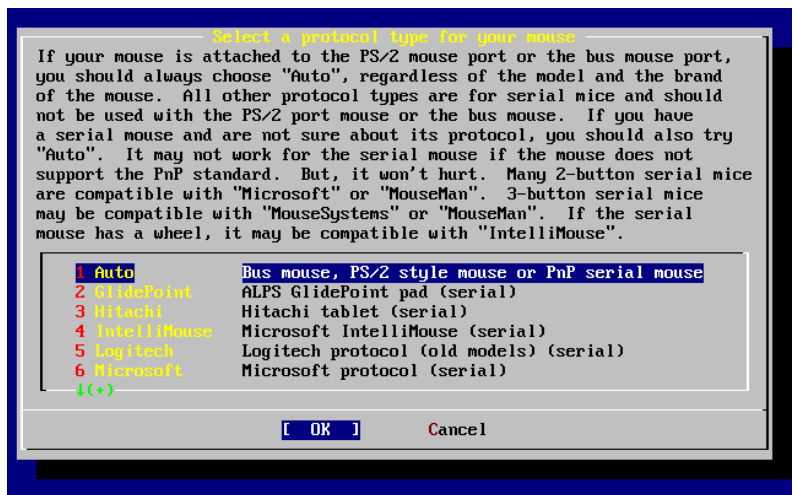 Select a protocol type for your mouse
If your mouse is attached to the PS/2 mouse port or the bus mouse port,
you should always choose "Auto", regardless of the model and the brand
of the mouse.  All other protocol types are for serial mice and should
not be used with the PS/2 port mouse or the bus mouse.  If you have
a serial mouse and are not sure about its protocol, you should also try
"Auto".  It may not work for the serial mouse if the mouse does not
support the PnP standard.  But, it won't hurt.  Many 2-button serial mice
are compatible with "Microsoft" or "MouseMan".  3-button serial mice
may be compatible with "MouseSystems" or "MouseMan".  If the serial
mouse has a wheel, it may be compatible with "IntelliMouse".
1 Auto Bus mouse, PS/2 style mouse or PnP serial mouse
2 GlidePoint ALPS GlidePoint pad (serial)
3 Hitachi Hitachi tablet (serial)
4 IntelliMouse Microsoft IntelliMouse (serial)
5 Logitech Logitech protocol (old models) (serial)
6 Microsoft Microsoft protocol (serial)
↓(+)
[ OK ] Cancel